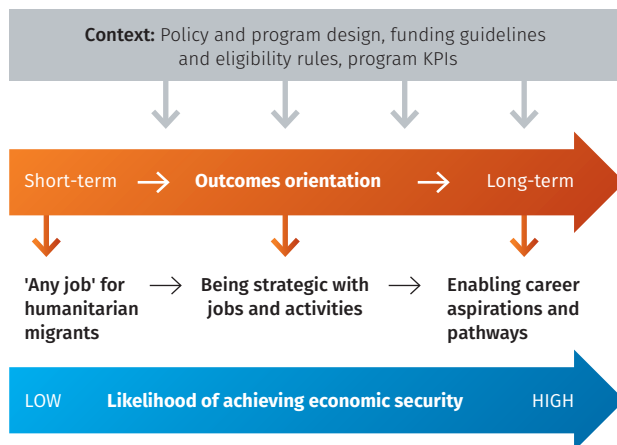 Context: Policy and program design, funding guidelines
and eligibility rules, program KPIs
Short-term → Outcomes orientation → Long-term
'Any job' for
humanitarian
migrants
→
Being strategic with
jobs and activities
→
Enabling career
aspirations and
pathways
LOW Likelihood of achieving economic security HIGH